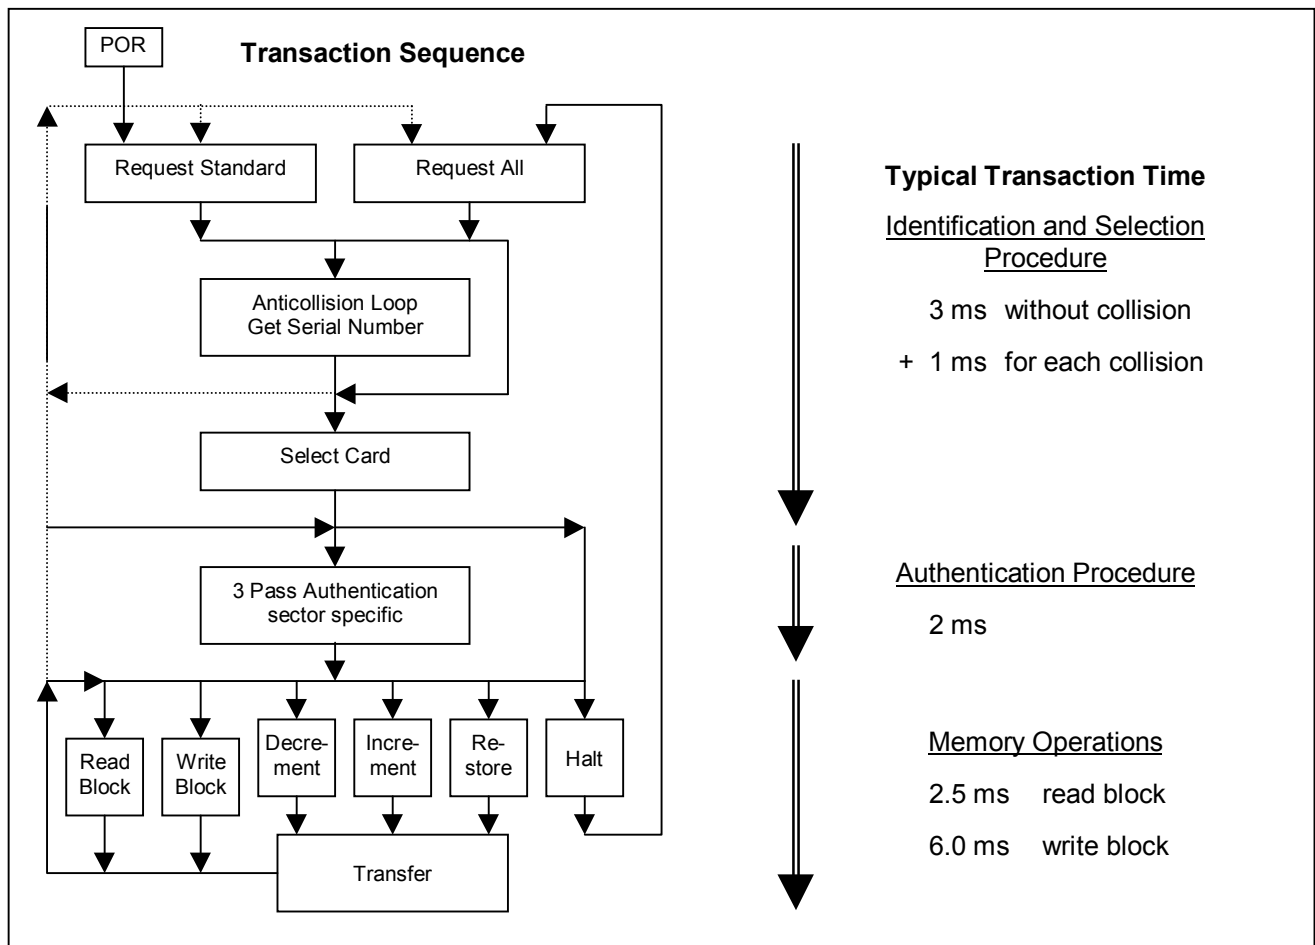 POR
Transaction Sequence
Request Standard
Request All
Anticollision Loop
Get Serial Number
Select Card
3 Pass Authentication
sector specific
Read
Block
Write
Block
Decre-
ment
Incre-
ment
Re-
store
Halt
Transfer
Typical Transaction Time
Identification and Selection
Procedure
3 ms without collision
+ 1 ms for each collision
Authentication Procedure
2 ms
Memory Operations
2.5 ms read block
6.0 ms write block